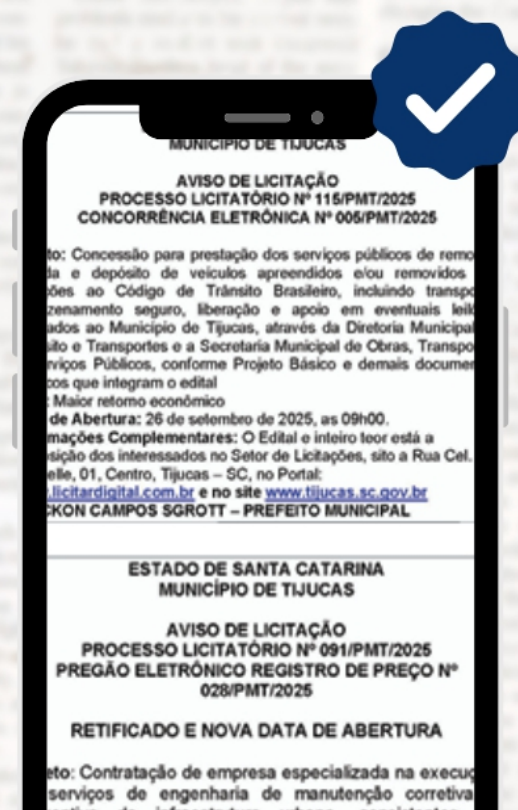 MUNICÍPIO DE TIJUCAS
AVISO DE LICITAÇÃO
PROCESSO LICITATÓRIO Nº 115/PMT/2025
CONCORRÊNCIA ELETRÔNICA Nº 005/PMT/2025
to: Concessão para prestação dos serviços públicos de remo
da e depósito de veículos apreendidos e/ou removidos
ões ao Código de Trânsito Brasileiro, incluindo transpo
zenamento seguro, liberação e apoio em eventuais leilõ
ados ao Município de Tijucas, através da Diretoria Municipal
sito e Transportes e a Secretaria Municipal de Obras, Transpo
rviços Públicos, conforme Projeto Básico e demais documen
cos que integram o edital
: Maior retorno econômico
de Abertura: 26 de setembro de 2025, as 09h00.
mações Complementares: O Edital e inteiro teor está a
sição dos interessados no Setor de Licitações, sito a Rua Cel.
elle, 01, Centro, Tijucas – SC, no Portal:
.licitardigital.com.br e no site www.tijucas.sc.gov.br
CKON CAMPOS SGROTT – PREFEITO MUNICIPAL
ESTADO DE SANTA CATARINA
MUNICÍPIO DE TIJUCAS
AVISO DE LICITAÇÃO
PROCESSO LICITATÓRIO Nº 091/PMT/2025
PREGÃO ELETRÔNICO REGISTRO DE PREÇO Nº
028/PMT/2025
RETIFICADO E NOVA DATA DE ABERTURA
eto: Contratação de empresa especializada na execuç
serviços de engenharia de manutenção corretiva